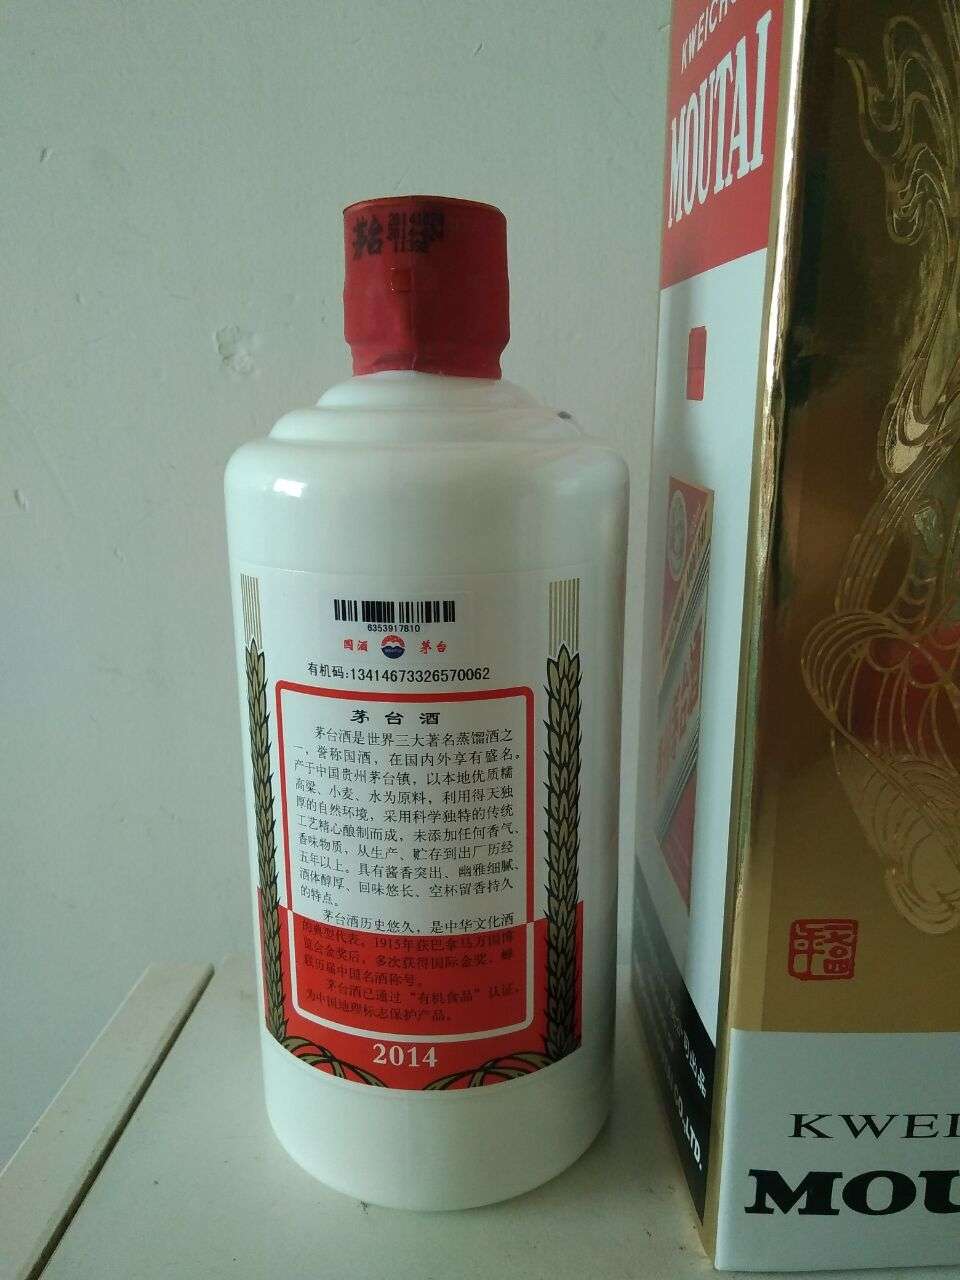 KWEICHO
MOUTAI
茅台
6353917810
国酒 茅台
有机码:13414673326570062
茅台酒
茅台酒是世界三大著名蒸馏酒之
一，誉称国酒，在国内外享有盛名。
产于中国贵州茅台镇，以本地优质糯
高粱、小麦、水为原料，利用得天独
厚的自然环境，采用科学独特的传统
工艺精心酿制而成，未添加任何香气、
香味物质，从生产、贮存到出厂历经
五年以上。具有酱香突出、幽雅细腻、
酒体醇厚、回味悠长、空杯留香持久
的特点。
茅台酒历史悠久，是中华文化酒
的典型代表，1915年获巴拿马万国博
览会金奖后，多次获得国际金奖，蝉
联历届中国名酒称号。
茅台酒已通过“有机食品”认证，
为中国地理标志保护产品。
2014
出品
CO.,LTD.
KWEI
MOU